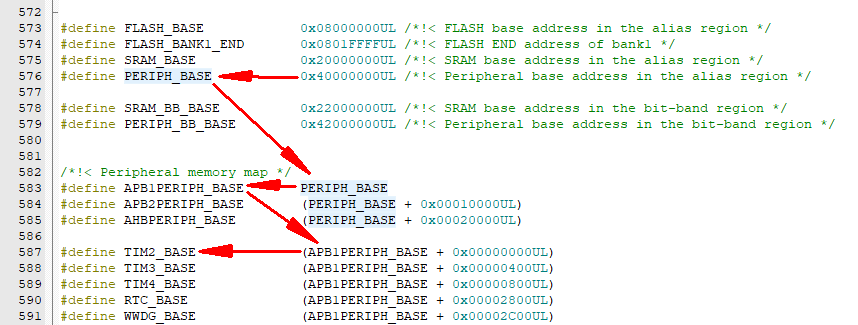 572
573 #define FLASH_BASE 0x08000000UL /*!< FLASH base address in the alias region */
574 #define FLASH_BANK1_END 0x0801FFFFUL /*!< FLASH END address of bank1 */
575 #define SRAM_BASE 0x20000000UL /*!< SRAM base address in the alias region */
576 #define PERIPH_BASE 0x40000000UL /*!< Peripheral base address in the alias region */
577
578 #define SRAM_BB_BASE 0x22000000UL /*!< SRAM base address in the bit-band region */
579 #define PERIPH_BB_BASE 0x42000000UL /*!< Peripheral base address in the bit-band region */
580
581
582 /*!< Peripheral memory map */
583 #define APB1PERIPH_BASE PERIPH_BASE
584 #define APB2PERIPH_BASE (PERIPH_BASE + 0x00010000UL)
585 #define AHBPERIPH_BASE (PERIPH_BASE + 0x00020000UL)
586
587 #define TIM2_BASE (APB1PERIPH_BASE + 0x00000000UL)
588 #define TIM3_BASE (APB1PERIPH_BASE + 0x00000400UL)
589 #define TIM4_BASE (APB1PERIPH_BASE + 0x00000800UL)
590 #define RTC_BASE (APB1PERIPH_BASE + 0x00002800UL)
591 #define WWDG_BASE (APB1PERIPH_BASE + 0x00002C00UL)